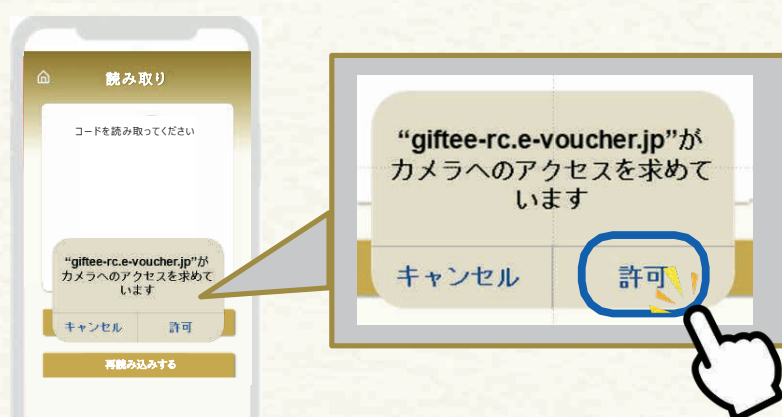 読み取り
コードを読み取ってください
“giftee-rc.e-voucher.jp”が
カメラへのアクセスを求めて
います
キャンセル 許可
再読み込みする
“giftee-rc.e-voucher.jp”が
カメラへのアクセスを求めて
います
キャンセル 許可